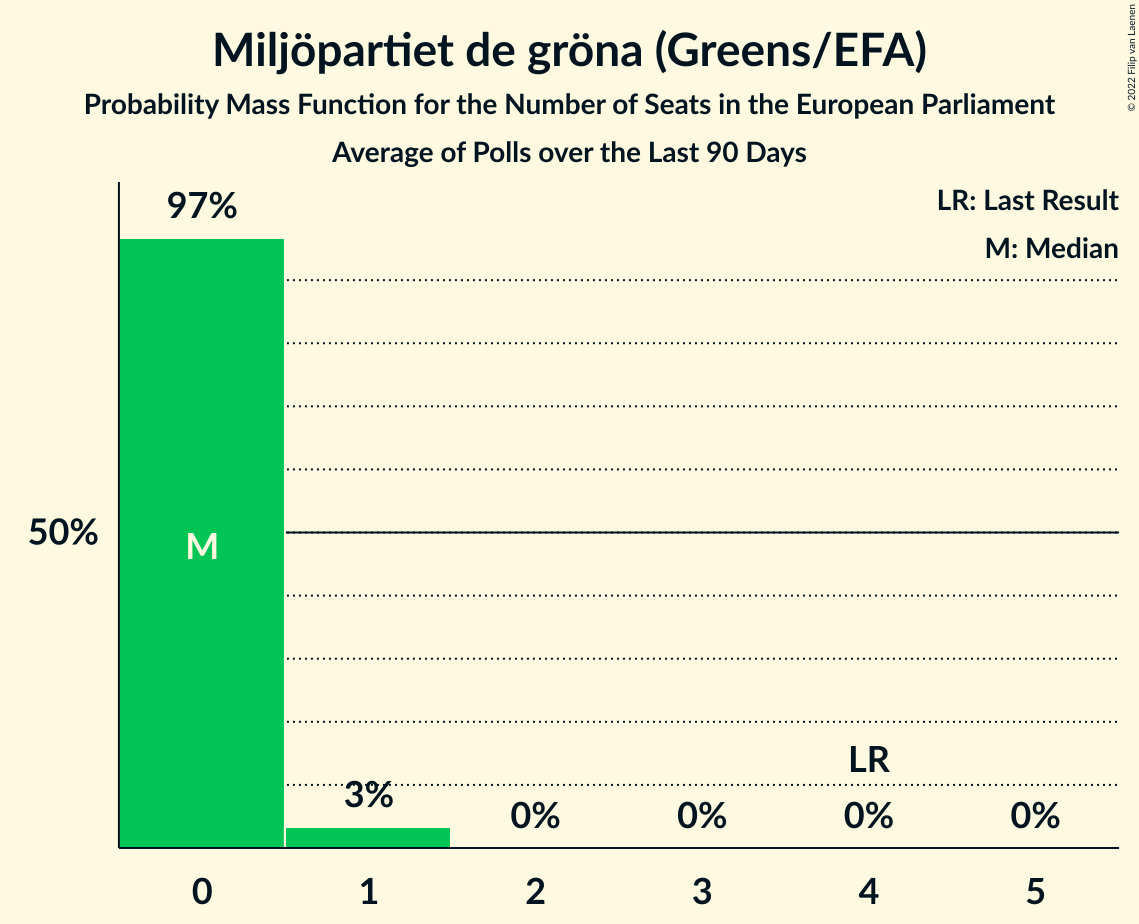 Miljöpartiet de gröna (Greens/EFA)
Probability Mass Function for the Number of Seats in the European Parliament
Average of Polls over the Last 90 Days
© 2022 Filip van Laenen
LR: Last Result
M: Median
97%
50%
M
LR
3%
0%
0%
0%
0%
0 1 2 3 4 5